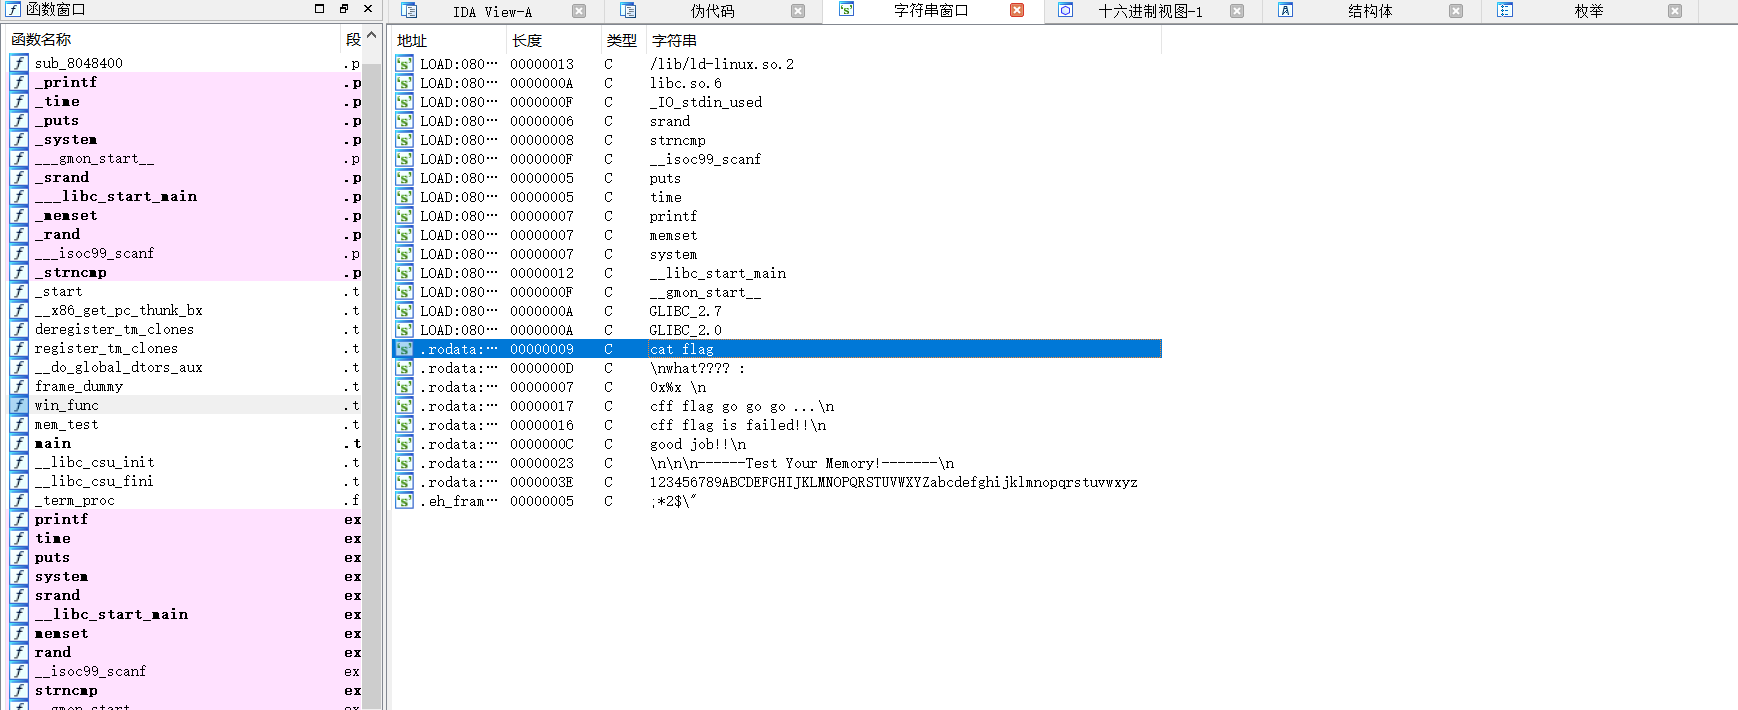 函数窗口
IDA View-A
伪代码
字符串窗口
十六进制视图-1
结构体
枚举
函数名称 段
sub_8048400 .p
_printf .p
_time .p
_puts .p
_system .p
___gmon_start__ .p
_srand .p
___libc_start_main .p
_memset .p
_rand .p
___isoc99_scanf .p
_strncmp .p
_start .t
__x86_get_pc_thunk_bx .t
deregister_tm_clones .t
register_tm_clones .t
__do_global_dtors_aux .t
frame_dummy .t
win_func .t
mem_test .t
main .t
__libc_csu_init .t
__libc_csu_fini .t
_term_proc .f
printf ex
time ex
puts ex
system ex
srand ex
__libc_start_main ex
memset ex
rand ex
__isoc99_scanf ex
strncmp ex
__gmon_start__ ex
地址 长度 类型 字符串
LOAD:080··· 00000013 C /lib/ld-linux.so.2
LOAD:080··· 0000000A C libc.so.6
LOAD:080··· 0000000F C _IO_stdin_used
LOAD:080··· 00000006 C srand
LOAD:080··· 00000008 C strncmp
LOAD:080··· 0000000F C __isoc99_scanf
LOAD:080··· 00000005 C puts
LOAD:080··· 00000005 C time
LOAD:080··· 00000007 C printf
LOAD:080··· 00000007 C memset
LOAD:080··· 00000007 C system
LOAD:080··· 00000012 C __libc_start_main
LOAD:080··· 0000000F C __gmon_start__
LOAD:080··· 0000000A C GLIBC_2.7
LOAD:080··· 0000000A C GLIBC_2.0
.rodata:··· 00000009 C cat flag
.rodata:··· 0000000D C \nwhat???? :
.rodata:··· 00000007 C 0x%x \n
.rodata:··· 00000017 C cff flag go go go ...\n
.rodata:··· 00000016 C cff flag is failed!!\n
.rodata:··· 0000000C C good job!!\n
.rodata:··· 00000023 C \n\n\n------Test Your Memory!-------\n
.rodata:··· 0000003E C 123456789ABCDEFGHIJKLMNOPQRSTUVWXYZabcdefghijklmnopqrstuvwxyz
.eh_fram··· 00000005 C ;*2$\"